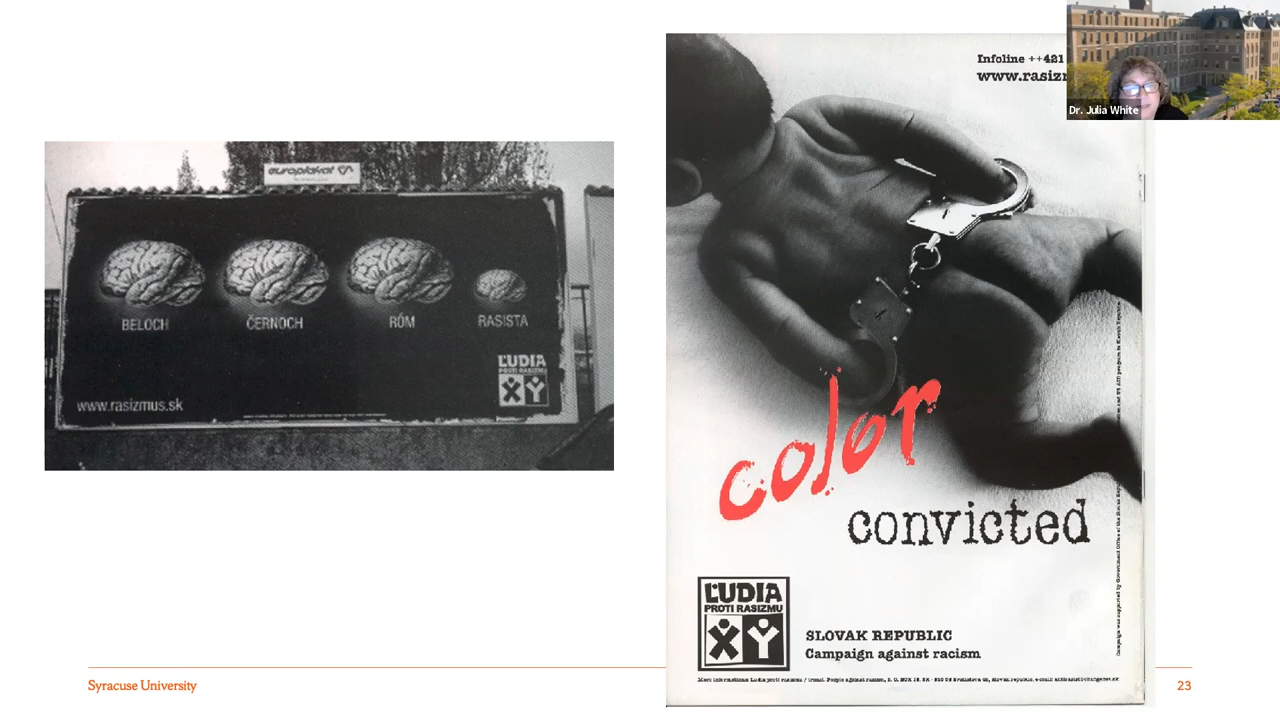 europlakat
BELOCH
ČERNOCH
RÓM
RASISTA
ĽUDIA
PROTI RASIZMU
www.rasizmus.sk
Infoline ++421
www.rasiz
Dr. Julia White
color
convicted
ĽUDIA
PROTI RASIZMU
SLOVAK REPUBLIC
Campaign against racism
Syracuse University
23